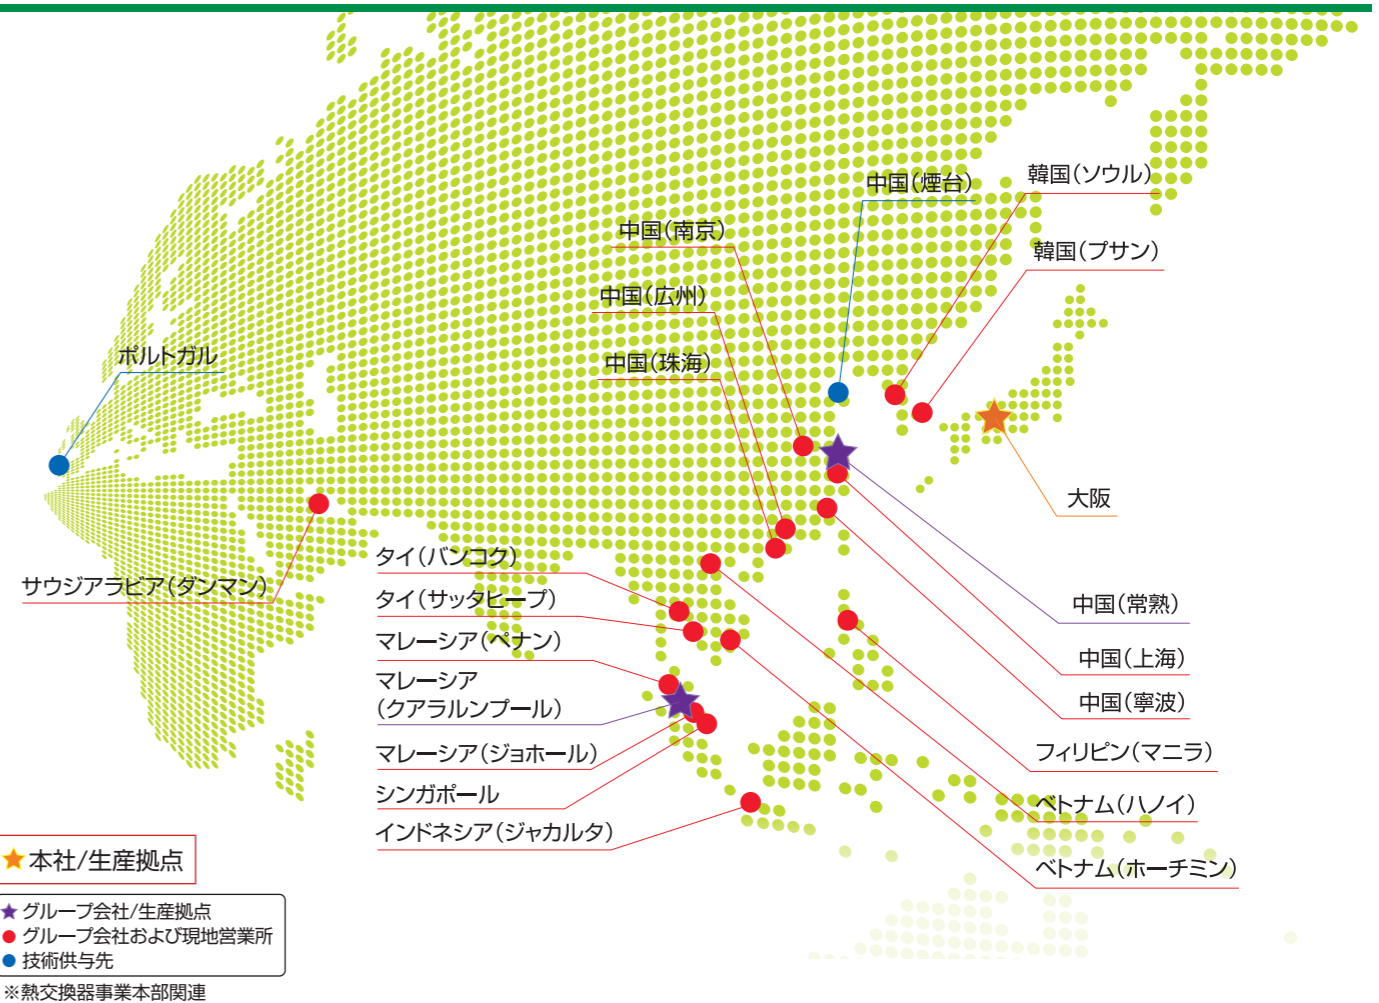 中国(煙台)
韓国(ソウル)
中国(南京)
韓国(プサン)
中国(広州)
中国(珠海)
ポルトガル
大阪
サウジアラビア(ダンマン)
タイ(バンコク)
タイ(サッタヒープ)
マレーシア(ペナン)
マレーシア
(クアラルンプール)
マレーシア(ジョホール)
シンガポール
インドネシア(ジャカルタ)
中国(常熟)
中国(上海)
中国(寧波)
フィリピン(マニラ)
ベトナム(ハノイ)
ベトナム(ホーチミン)
本社/生産拠点
グループ会社/生産拠点
グループ会社および現地営業所
技術供与先
※熱交換器事業本部関連